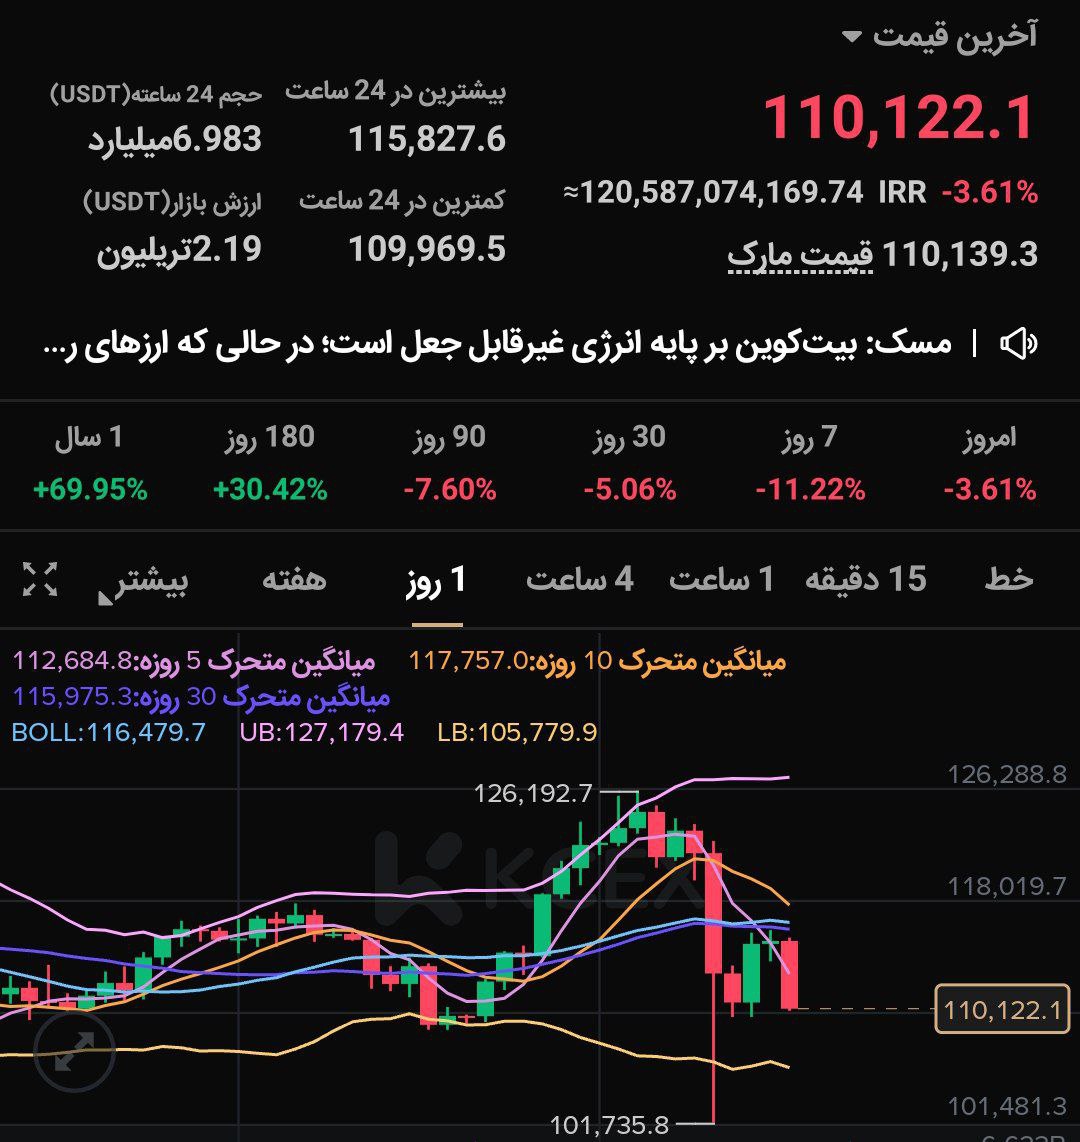 آخرین قیمت
110,122.1
≈120,587,074,169.74 IRR -3.61%
110,139.3 قیمت مارک
بیشترین در 24 ساعت
115,827.6
کمترین در 24 ساعت
109,969.5
حجم 24 ساعته(USDT)
6.983میلیارد
ارزش بازار(USDT)
2.19تریلیون
| مسک: بیت‌کوین بر پایه انرژی غیرقابل جعل است؛ در حالی که ارزهای ر...
امروز 7 روز 30 روز 90 روز 180 روز 1 سال
-3.61% -11.22% -5.06% -7.60% +30.42% +69.95%
خط 15 دقیقه 1 ساعت 4 ساعت 1 روز هفته بیشتر
میانگین متحرک 5 روزه:112,684.8 میانگین متحرک 10 روزه:117,757.0
میانگین متحرک 30 روزه:115,975.3
BOLL:116,479.7 UB:127,179.4 LB:105,779.9
126,288.8
126,192.7
KCEX
118,019.7
110,122.1
101,481.3
101,735.8